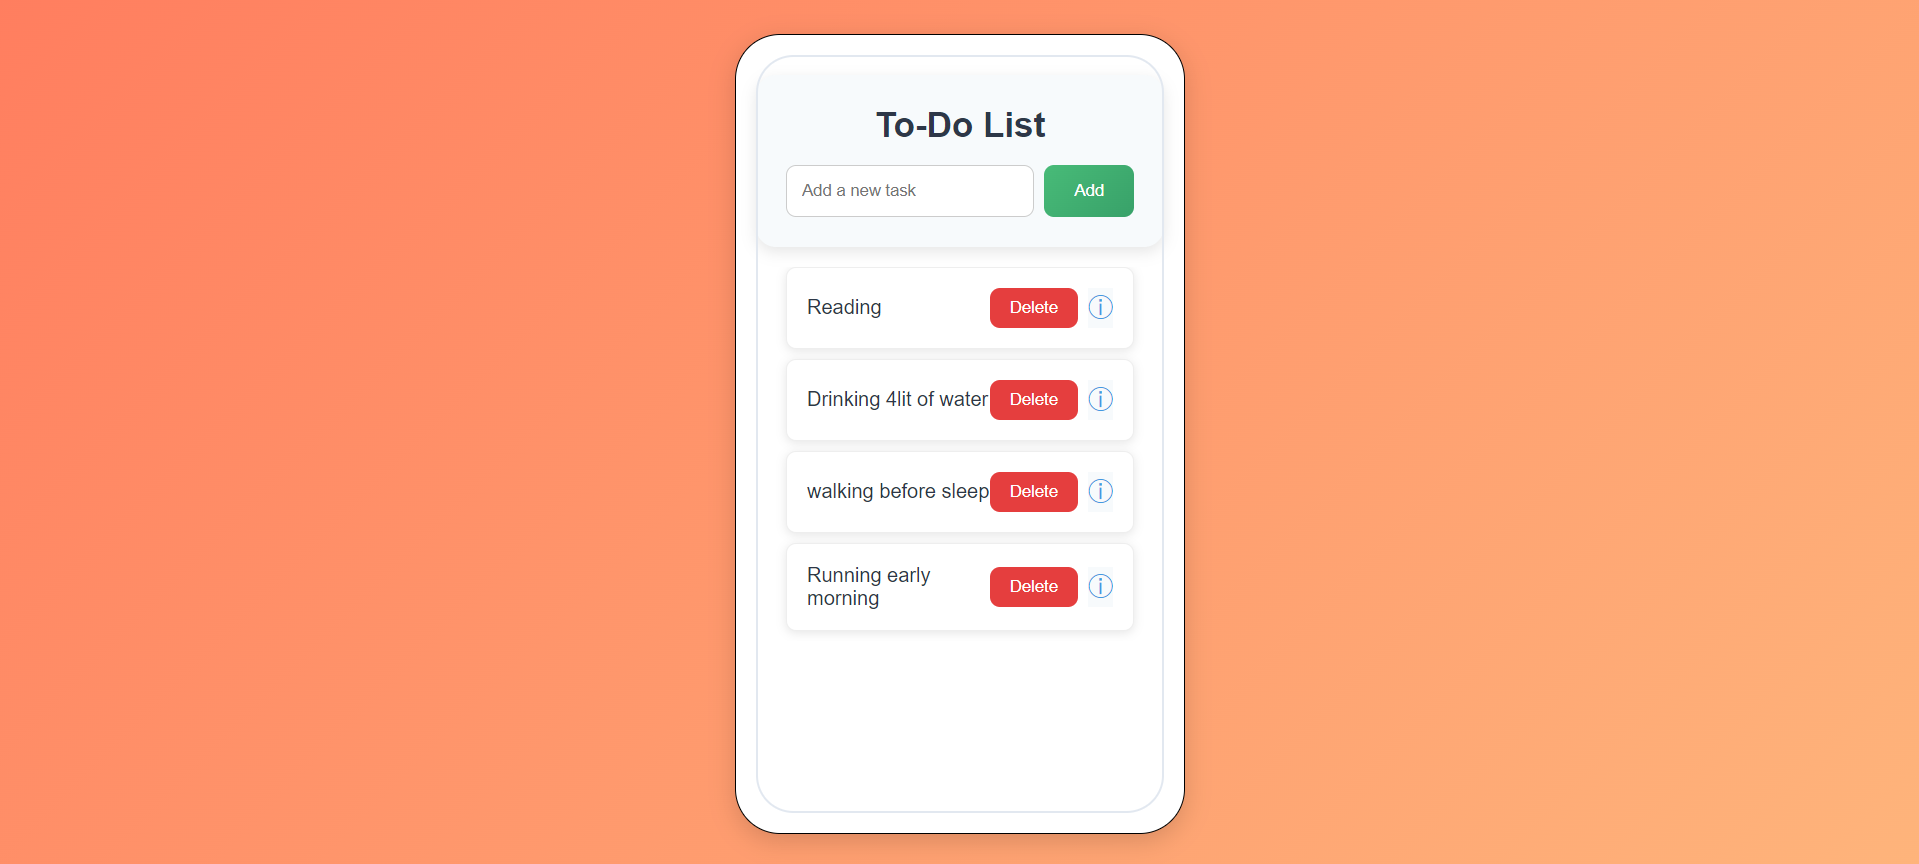 To-Do List
Add a new task Add
Reading Delete ⓘ
Drinking 4lit of water Delete ⓘ
walking before sleep Delete ⓘ
Running early
morning Delete ⓘ